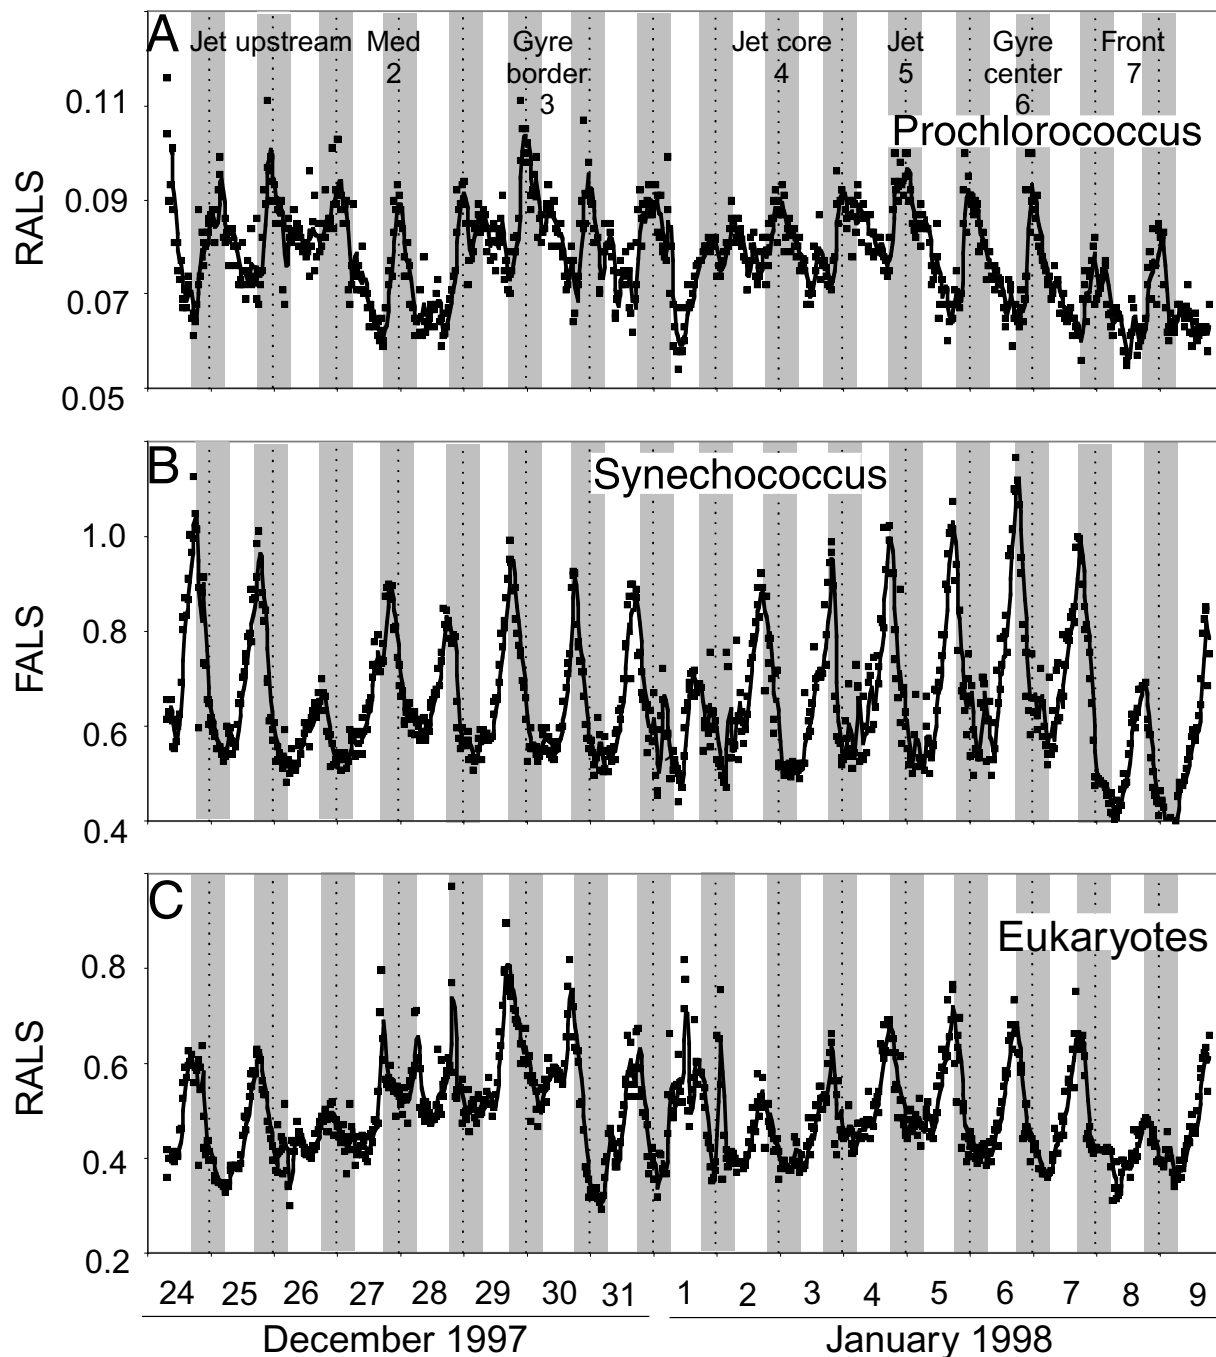 A
Jet upstream Med Gyre Jet core Jet Gyre Front
2 border 4 5 center 7
3 6
Prochlorococcus
0.11
0.09
0.07
0.05
RALS
B
Synechococcus
1.0
0.8
0.6
0.4
FALS
C
Eukaryotes
0.8
0.6
0.4
0.2
RALS
24 25 26 27 28 29 30 31 1 2 3 4 5 6 7 8 9
December 1997 January 1998